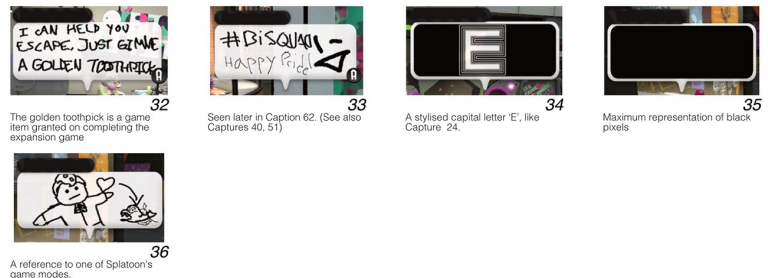 I CAN HELD YOU
ESCAPE. JUST GIMME
A GOLDEN TOOTHPICK
32
The golden toothpick is a game
item granted on completing the
expansion game
#BiSQUAD
Happy Pride!
33
Seen later in Caption 62. (See also
Captures 40, 51)
E
34
A stylised capital letter ‘E’, like
Capture 24.
35
Maximum representation of black
pixels
36
A reference to one of Splatoon’s
game modes.